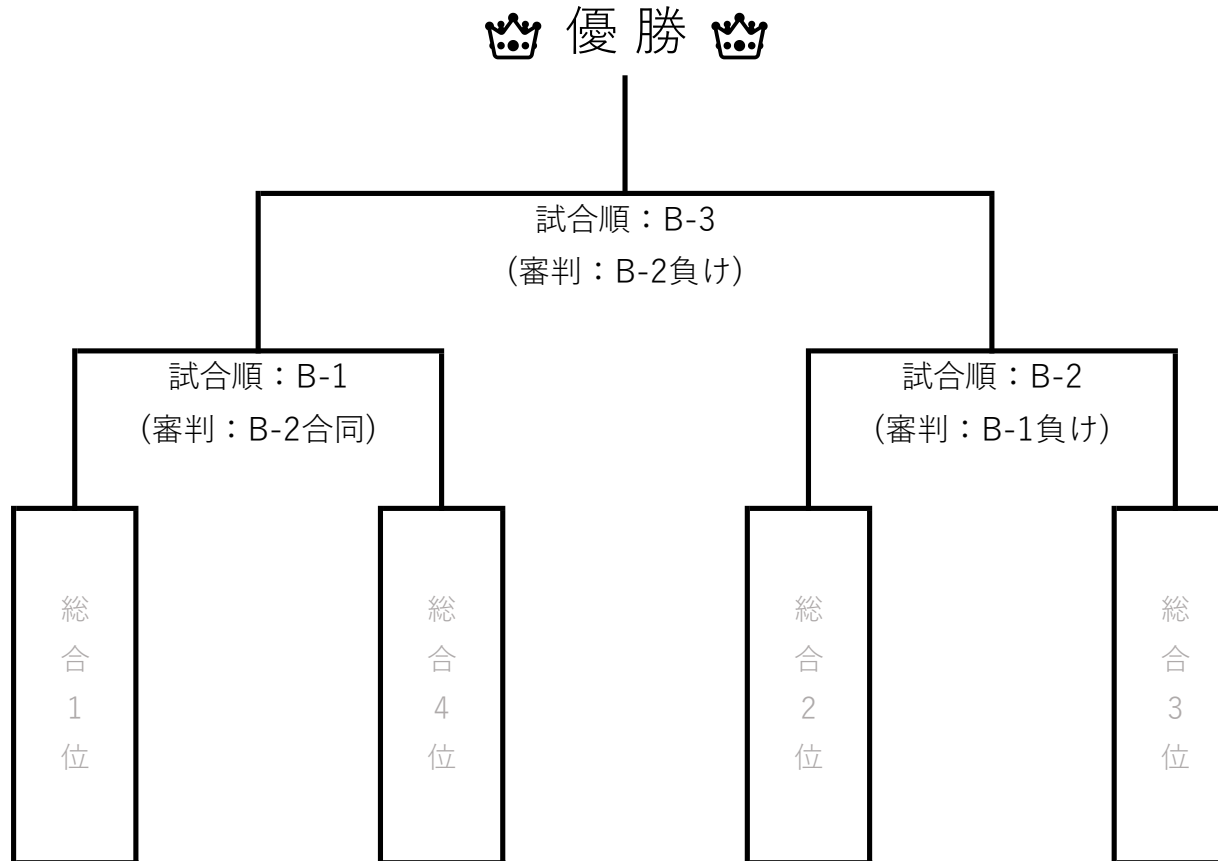 優勝
試合順：B-3
（審判：B-2負け）
試合順：B-1
（審判：B-2合同）
試合順：B-2
（審判：B-1負け）
総合1位
総合4位
総合2位
総合3位